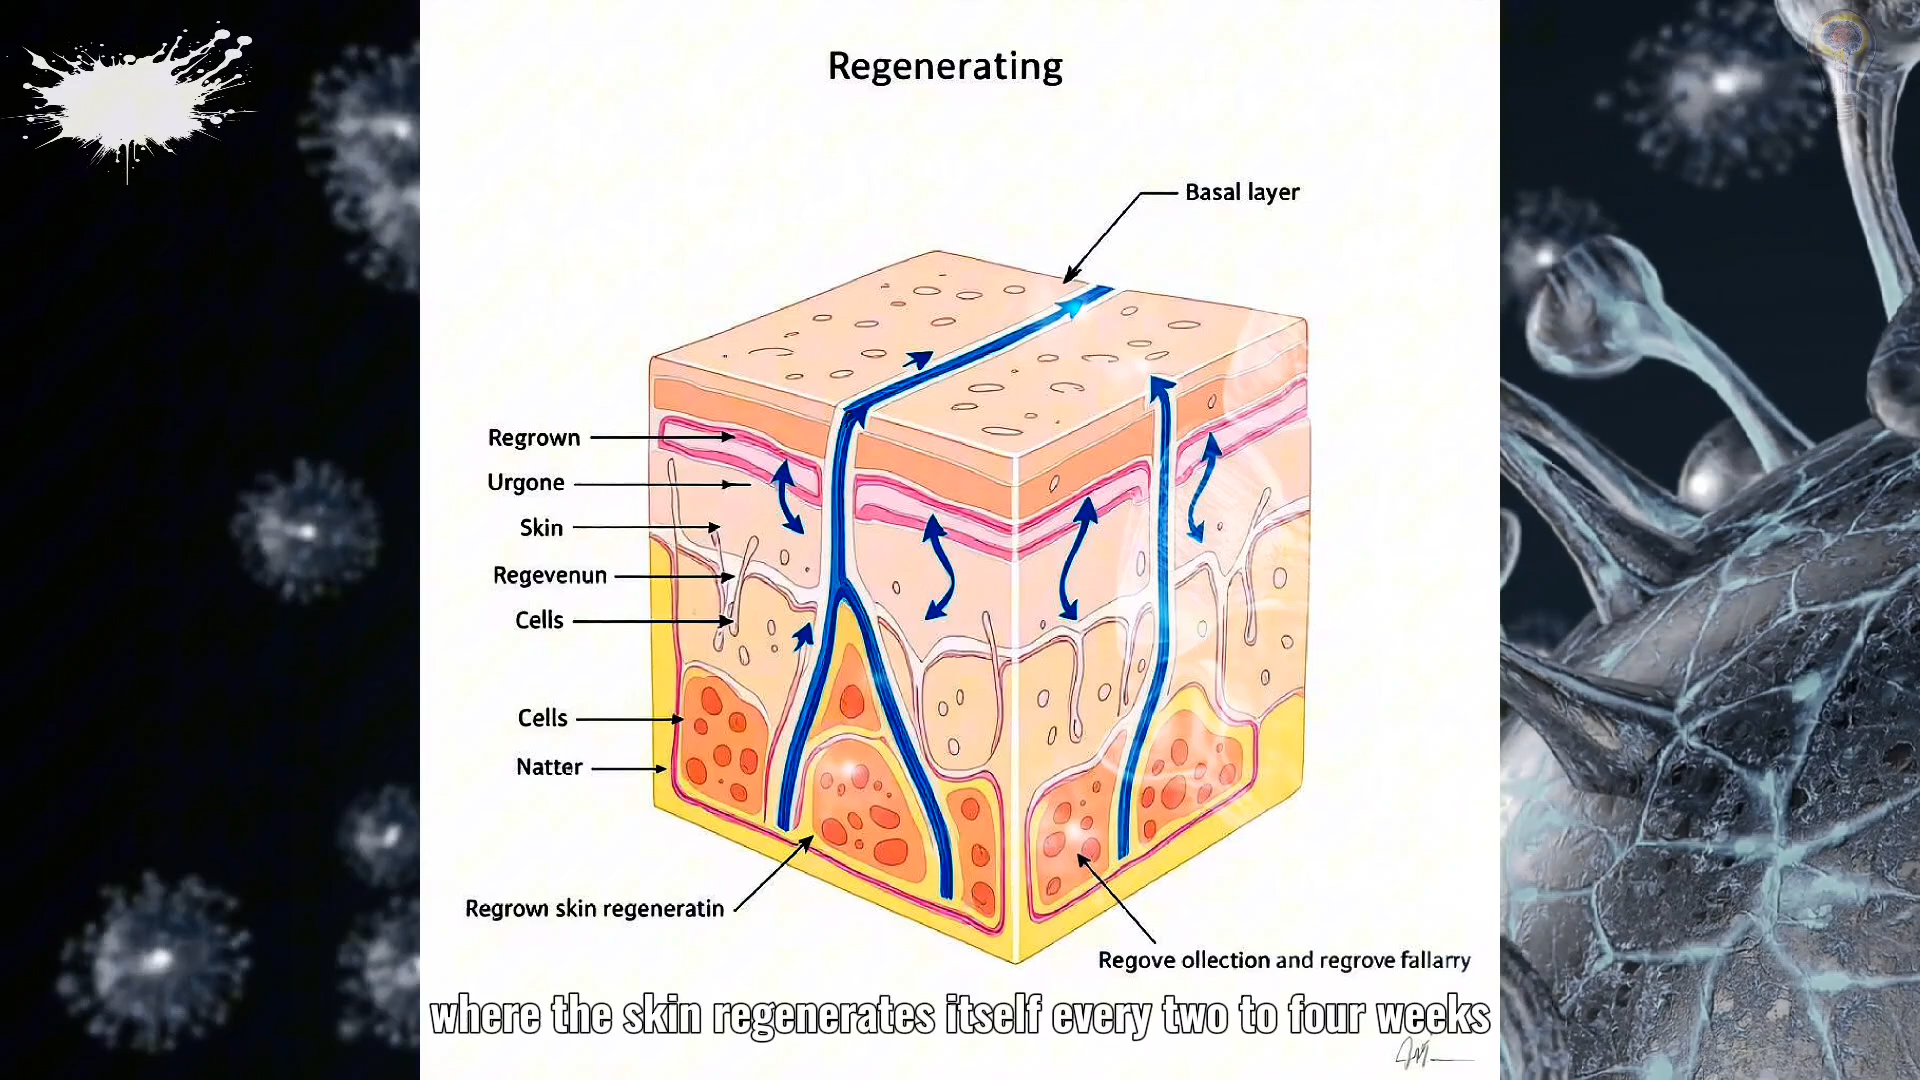 Regenerating
Basal layer
Regrown
Urgone
Skin
Regevenun
Cells
Cells
Natter
Regrown skin regeneratin
Regove ollection and regrove fallarry
where the skin regenerates itself every two to four weeks